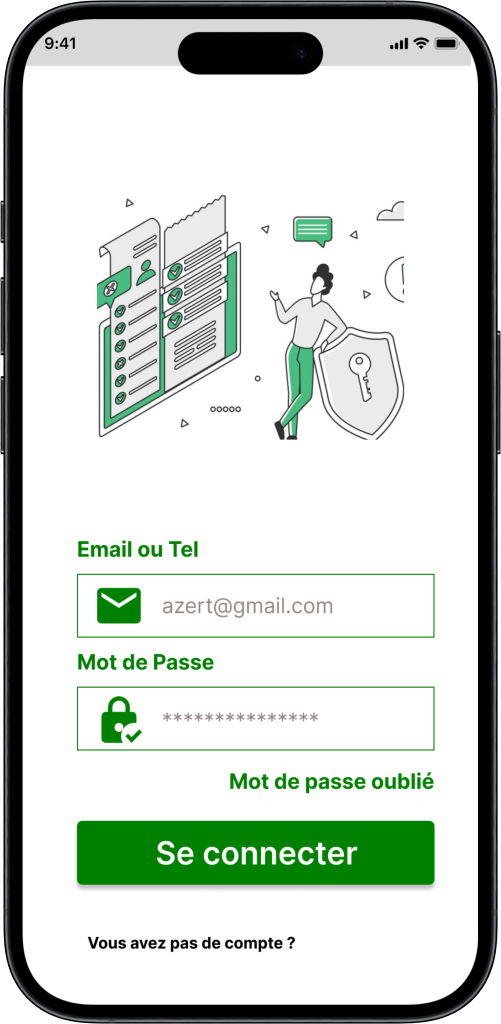 9:41
Email ou Tel
azert@gmail.com
Mot de Passe
***************
Mot de passe oublié
Se connecter
Vous avez pas de compte ?